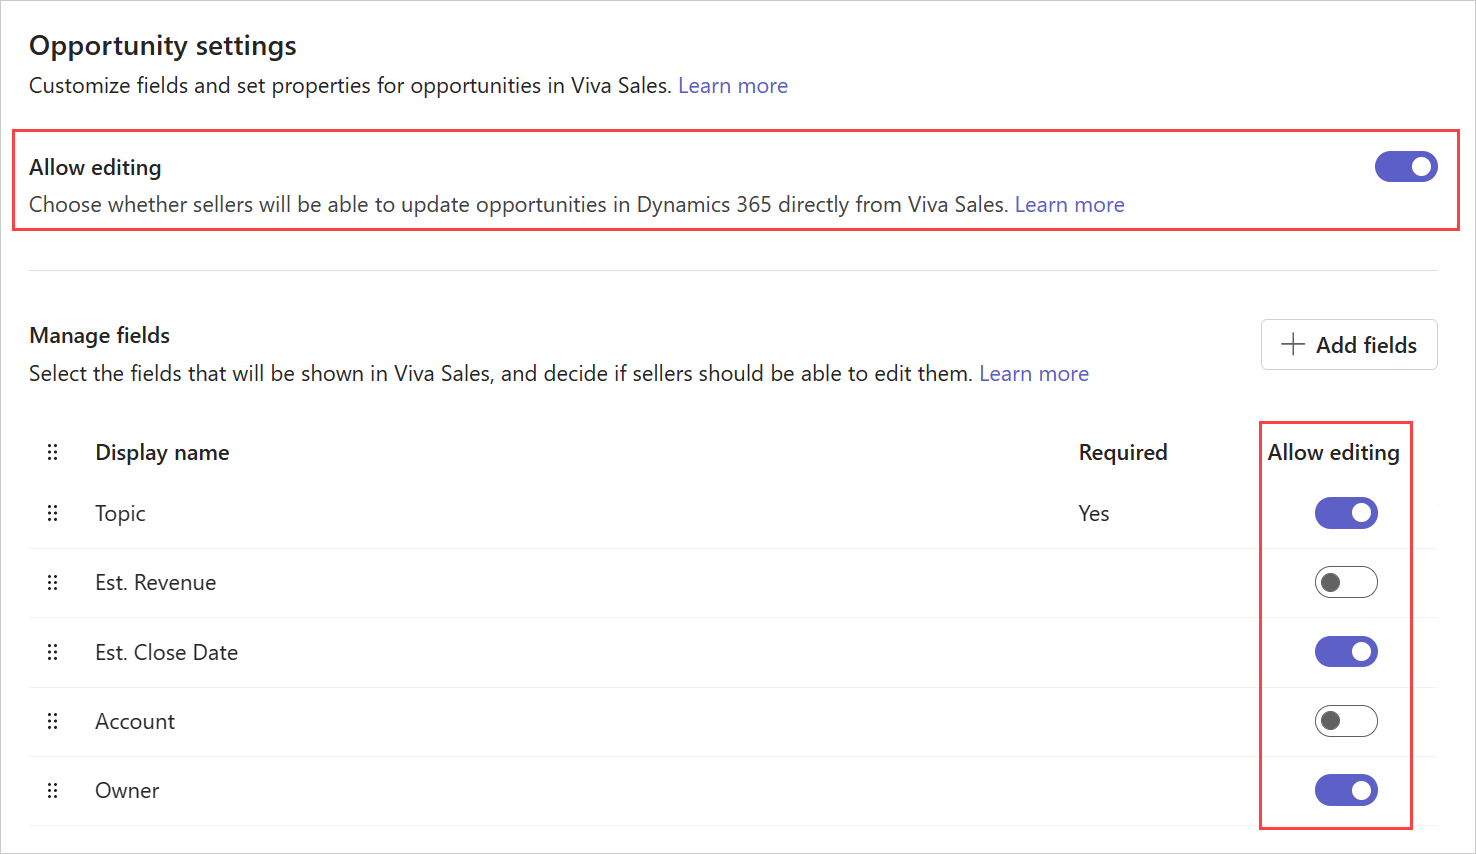 Opportunity settings
Customize fields and set properties for opportunities in Viva Sales. Learn more
Allow editing
Choose whether sellers will be able to update opportunities in Dynamics 365 directly from Viva Sales. Learn more
Manage fields
Add fields
Select the fields that will be shown in Viva Sales, and decide if sellers should be able to edit them. Learn more
Display name Required Allow editing
Topic Yes
Est. Revenue
Est. Close Date
Account
Owner